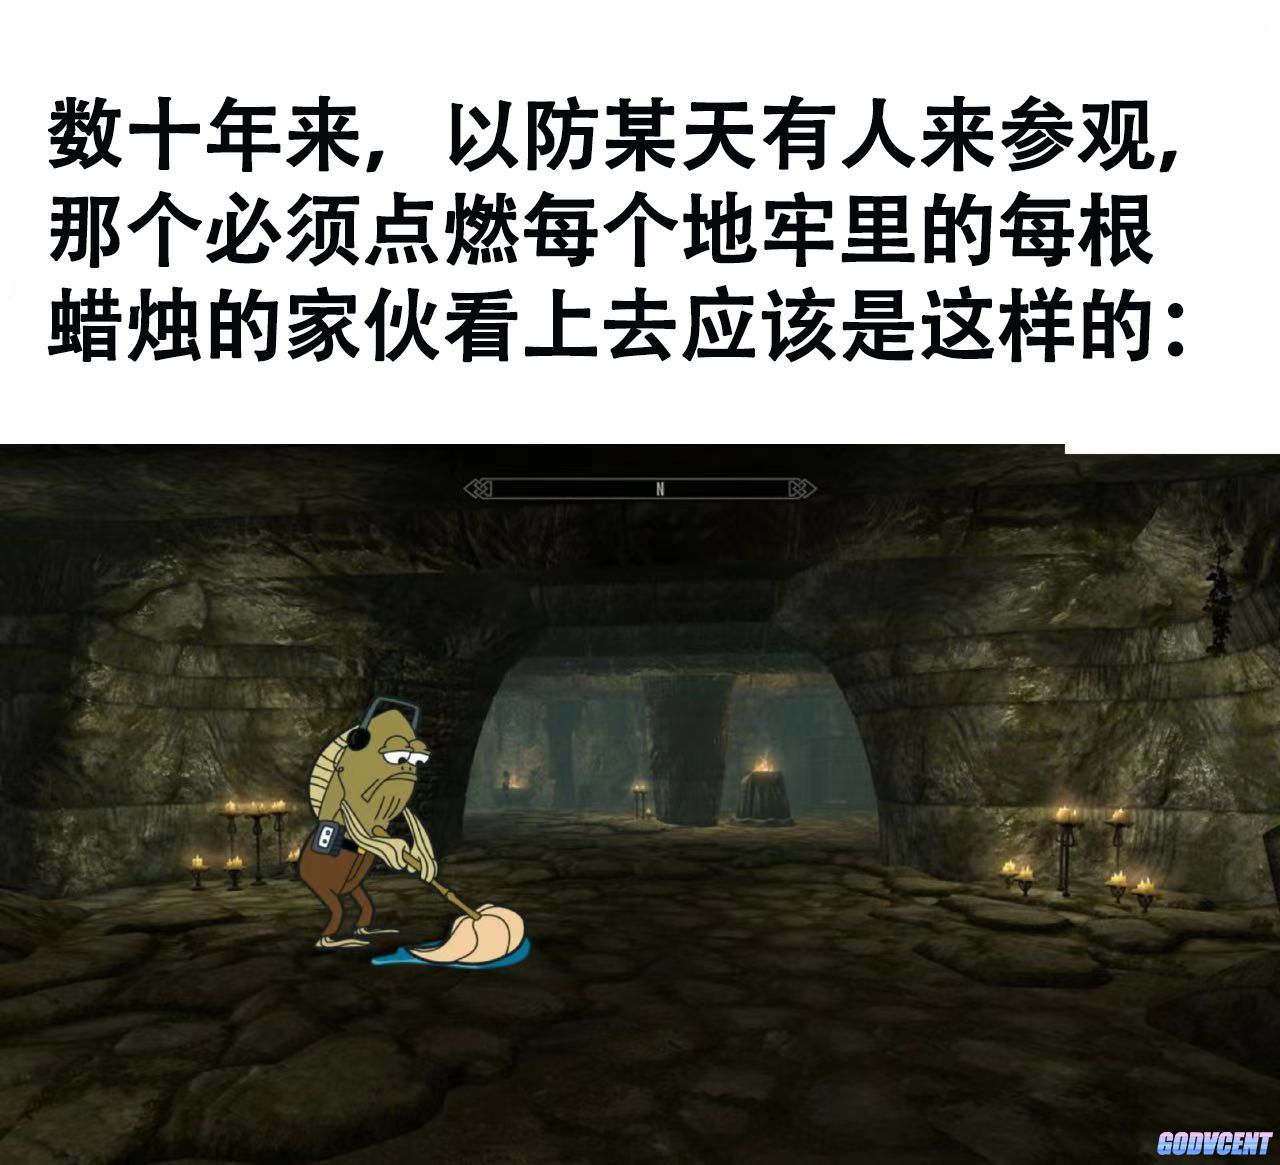 数十年来，以防某天有人来参观，
那个必须点燃每个地牢里的每根
蜡烛的家伙看上去应该是这样的：
N
GODVCENT